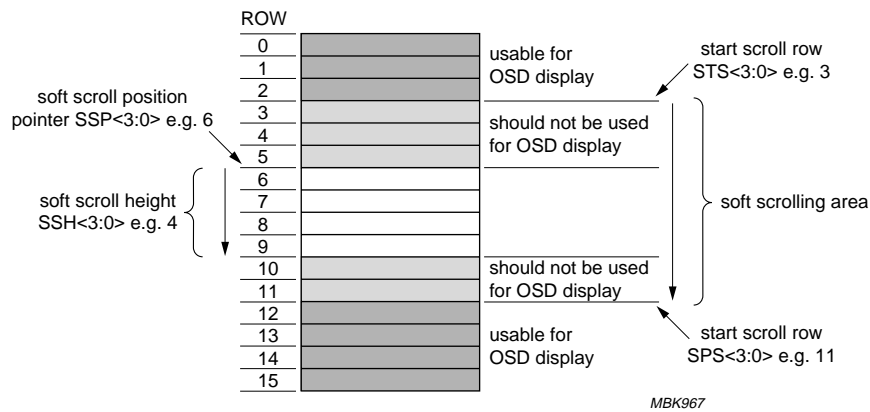 ROW
0
1
2
3
4
5
6
7
8
9
10
11
12
13
14
15
soft scroll position
pointer SSP<3:0> e.g. 6
soft scroll height
SSH<3:0> e.g. 4
usable for
OSD display
should not be used
for OSD display
should not be used
for OSD display
usable for
OSD display
start scroll row
STS<3:0> e.g. 3
soft scrolling area
start scroll row
SPS<3:0> e.g. 11
MBK967